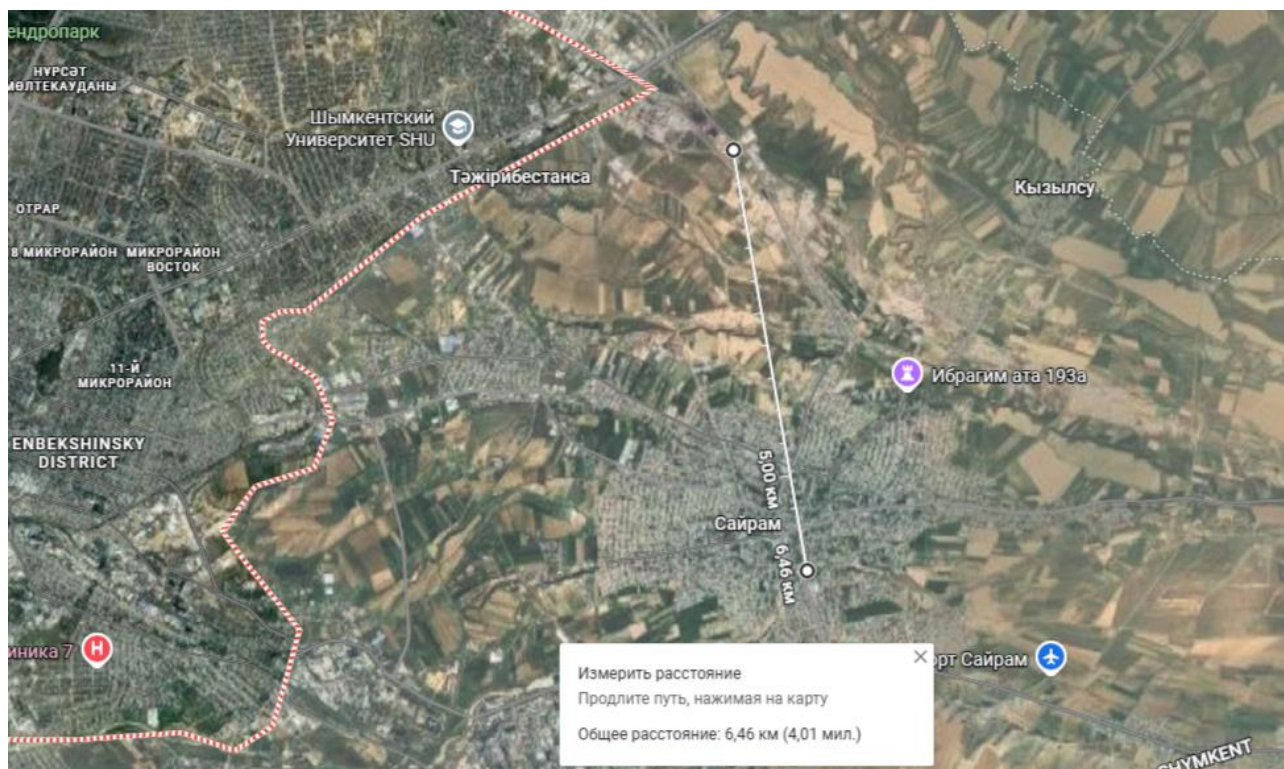 ендропарк
НҰРСӘТ
МӨЛТЕКАУДАНЫ
Шымкентский
Университет SHU
Тәжірибестанса
Кызылсу
ОТРАР
8 МИКРОРАЙОН
МИКРОРАЙОН
ВОСТОК
11-Й
МИКРОРАЙОН
Ибрагим ата 193а
ENBEKSHINSKY
DISTRICT
5,00 км
Сайрам
6,46 км
иника 7
H
орт Сайрам
Измерить расстояние
Продлите путь, нажимая на карту
Общее расстояние: 6,46 км (4,01 мил.)
SHYMKENT